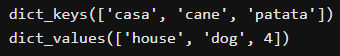 dict_keys(['casa', 'cane', 'patata'])
dict_values(['house', 'dog', 4])